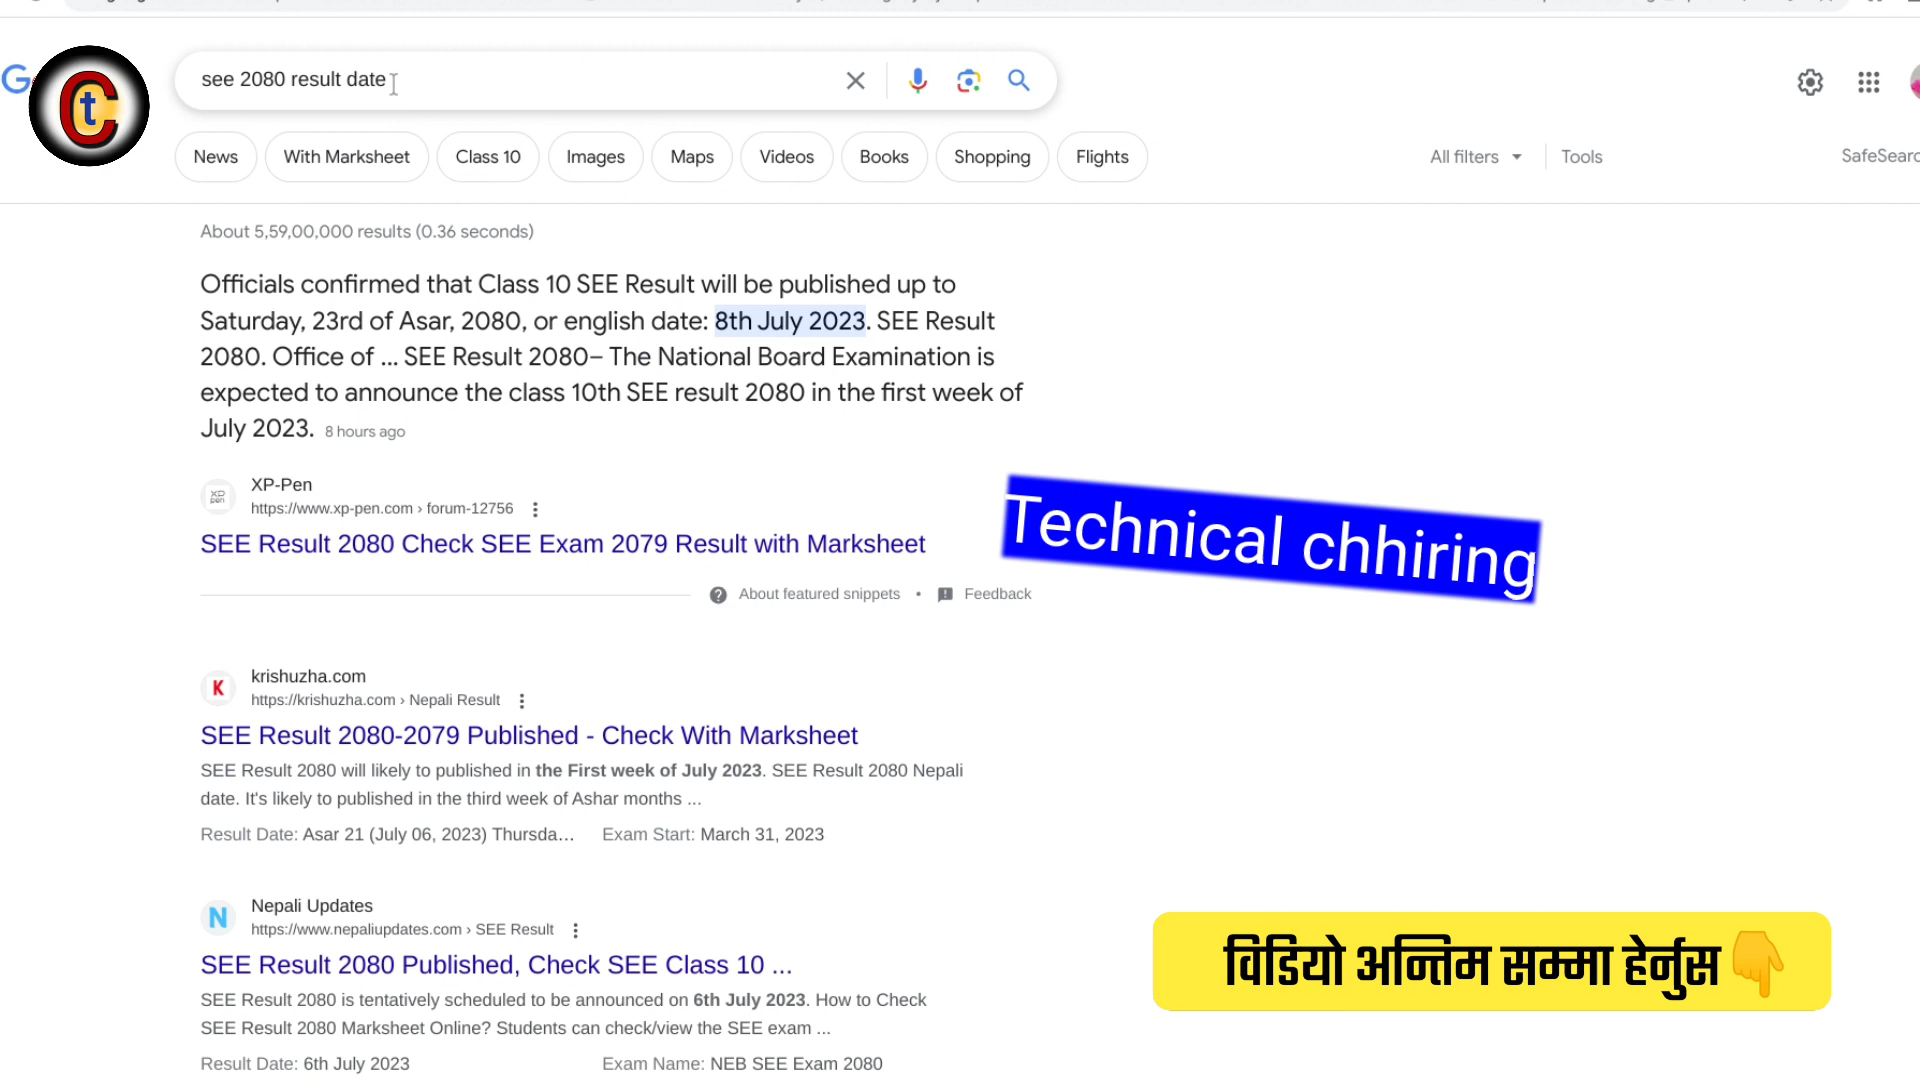 see 2080 result date
C
t
News
With Marksheet
Class 10
Images
Maps
Videos
Books
Shopping
Flights
All filters
Tools
SafeSearc
About 5,59,00,000 results (0.36 seconds)
Officials confirmed that Class 10 SEE Result will be published up to
Saturday, 23rd of Asar, 2080, or english date: 8th July 2023. SEE Result
2080. Office of ... SEE Result 2080– The National Board Examination is
expected to announce the class 10th SEE result 2080 in the first week of
July 2023. 8 hours ago
XP-Pen
https://www.xp-pen.com › forum-12756
SEE Result 2080 Check SEE Exam 2079 Result with Marksheet
Technical chhiring
About featured snippets • Feedback
krishuzha.com
https://krishuzha.com › Nepali Result
SEE Result 2080-2079 Published - Check With Marksheet
SEE Result 2080 will likely to published in the First week of July 2023. SEE Result 2080 Nepali
date. It's likely to published in the third week of Ashar months ...
Result Date: Asar 21 (July 06, 2023) Thursda... Exam Start: March 31, 2023
Nepali Updates
https://www.nepaliupdates.com › SEE Result
SEE Result 2080 Published, Check SEE Class 10 ...
SEE Result 2080 is tentatively scheduled to be announced on 6th July 2023. How to Check
SEE Result 2080 Marksheet Online? Students can check/view the SEE exam ...
Result Date: 6th July 2023 Exam Name: NEB SEE Exam 2080
विडियो अन्तिम सम्मा हेर्नुस